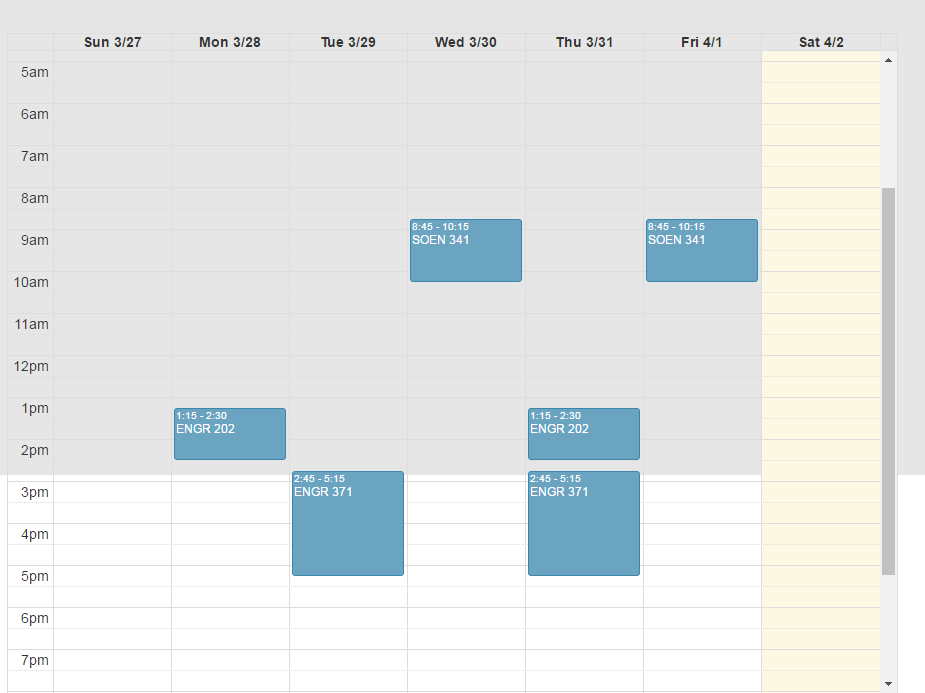 Sun 3/27 Mon 3/28 Tue 3/29 Wed 3/30 Thu 3/31 Fri 4/1 Sat 4/2
5am
6am
7am
8am
8:45 - 10:15 8:45 - 10:15
SOEN 341 SOEN 341
9am
10am
11am
12pm
1pm
1:15 - 2:30 1:15 - 2:30
ENGR 202 ENGR 202
2pm
2:45 - 5:15 2:45 - 5:15
ENGR 371 ENGR 371
3pm
4pm
5pm
6pm
7pm